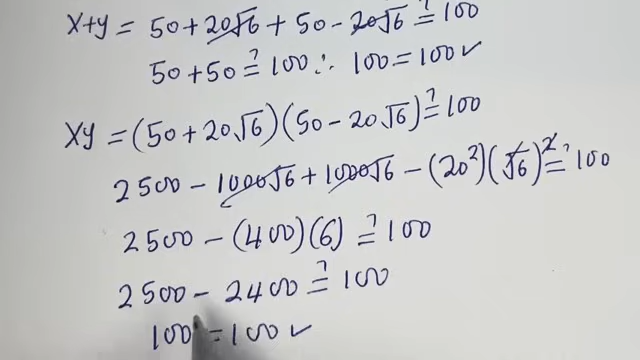 x+y = 50 + 20√6 + 50 - 20√6 ≟ 100
50 + 50 ≟ 100 ∴ 100 = 100 ✓
xy = (50 + 20√6)(50 - 20√6) ≟ 100
2500 - 1000√6 + 1000√6 - (20²)(√6)² ≟ 100
2500 - (400)(6) ≟ 100
2500 - 2400 ≟ 100
100 = 100 ✓